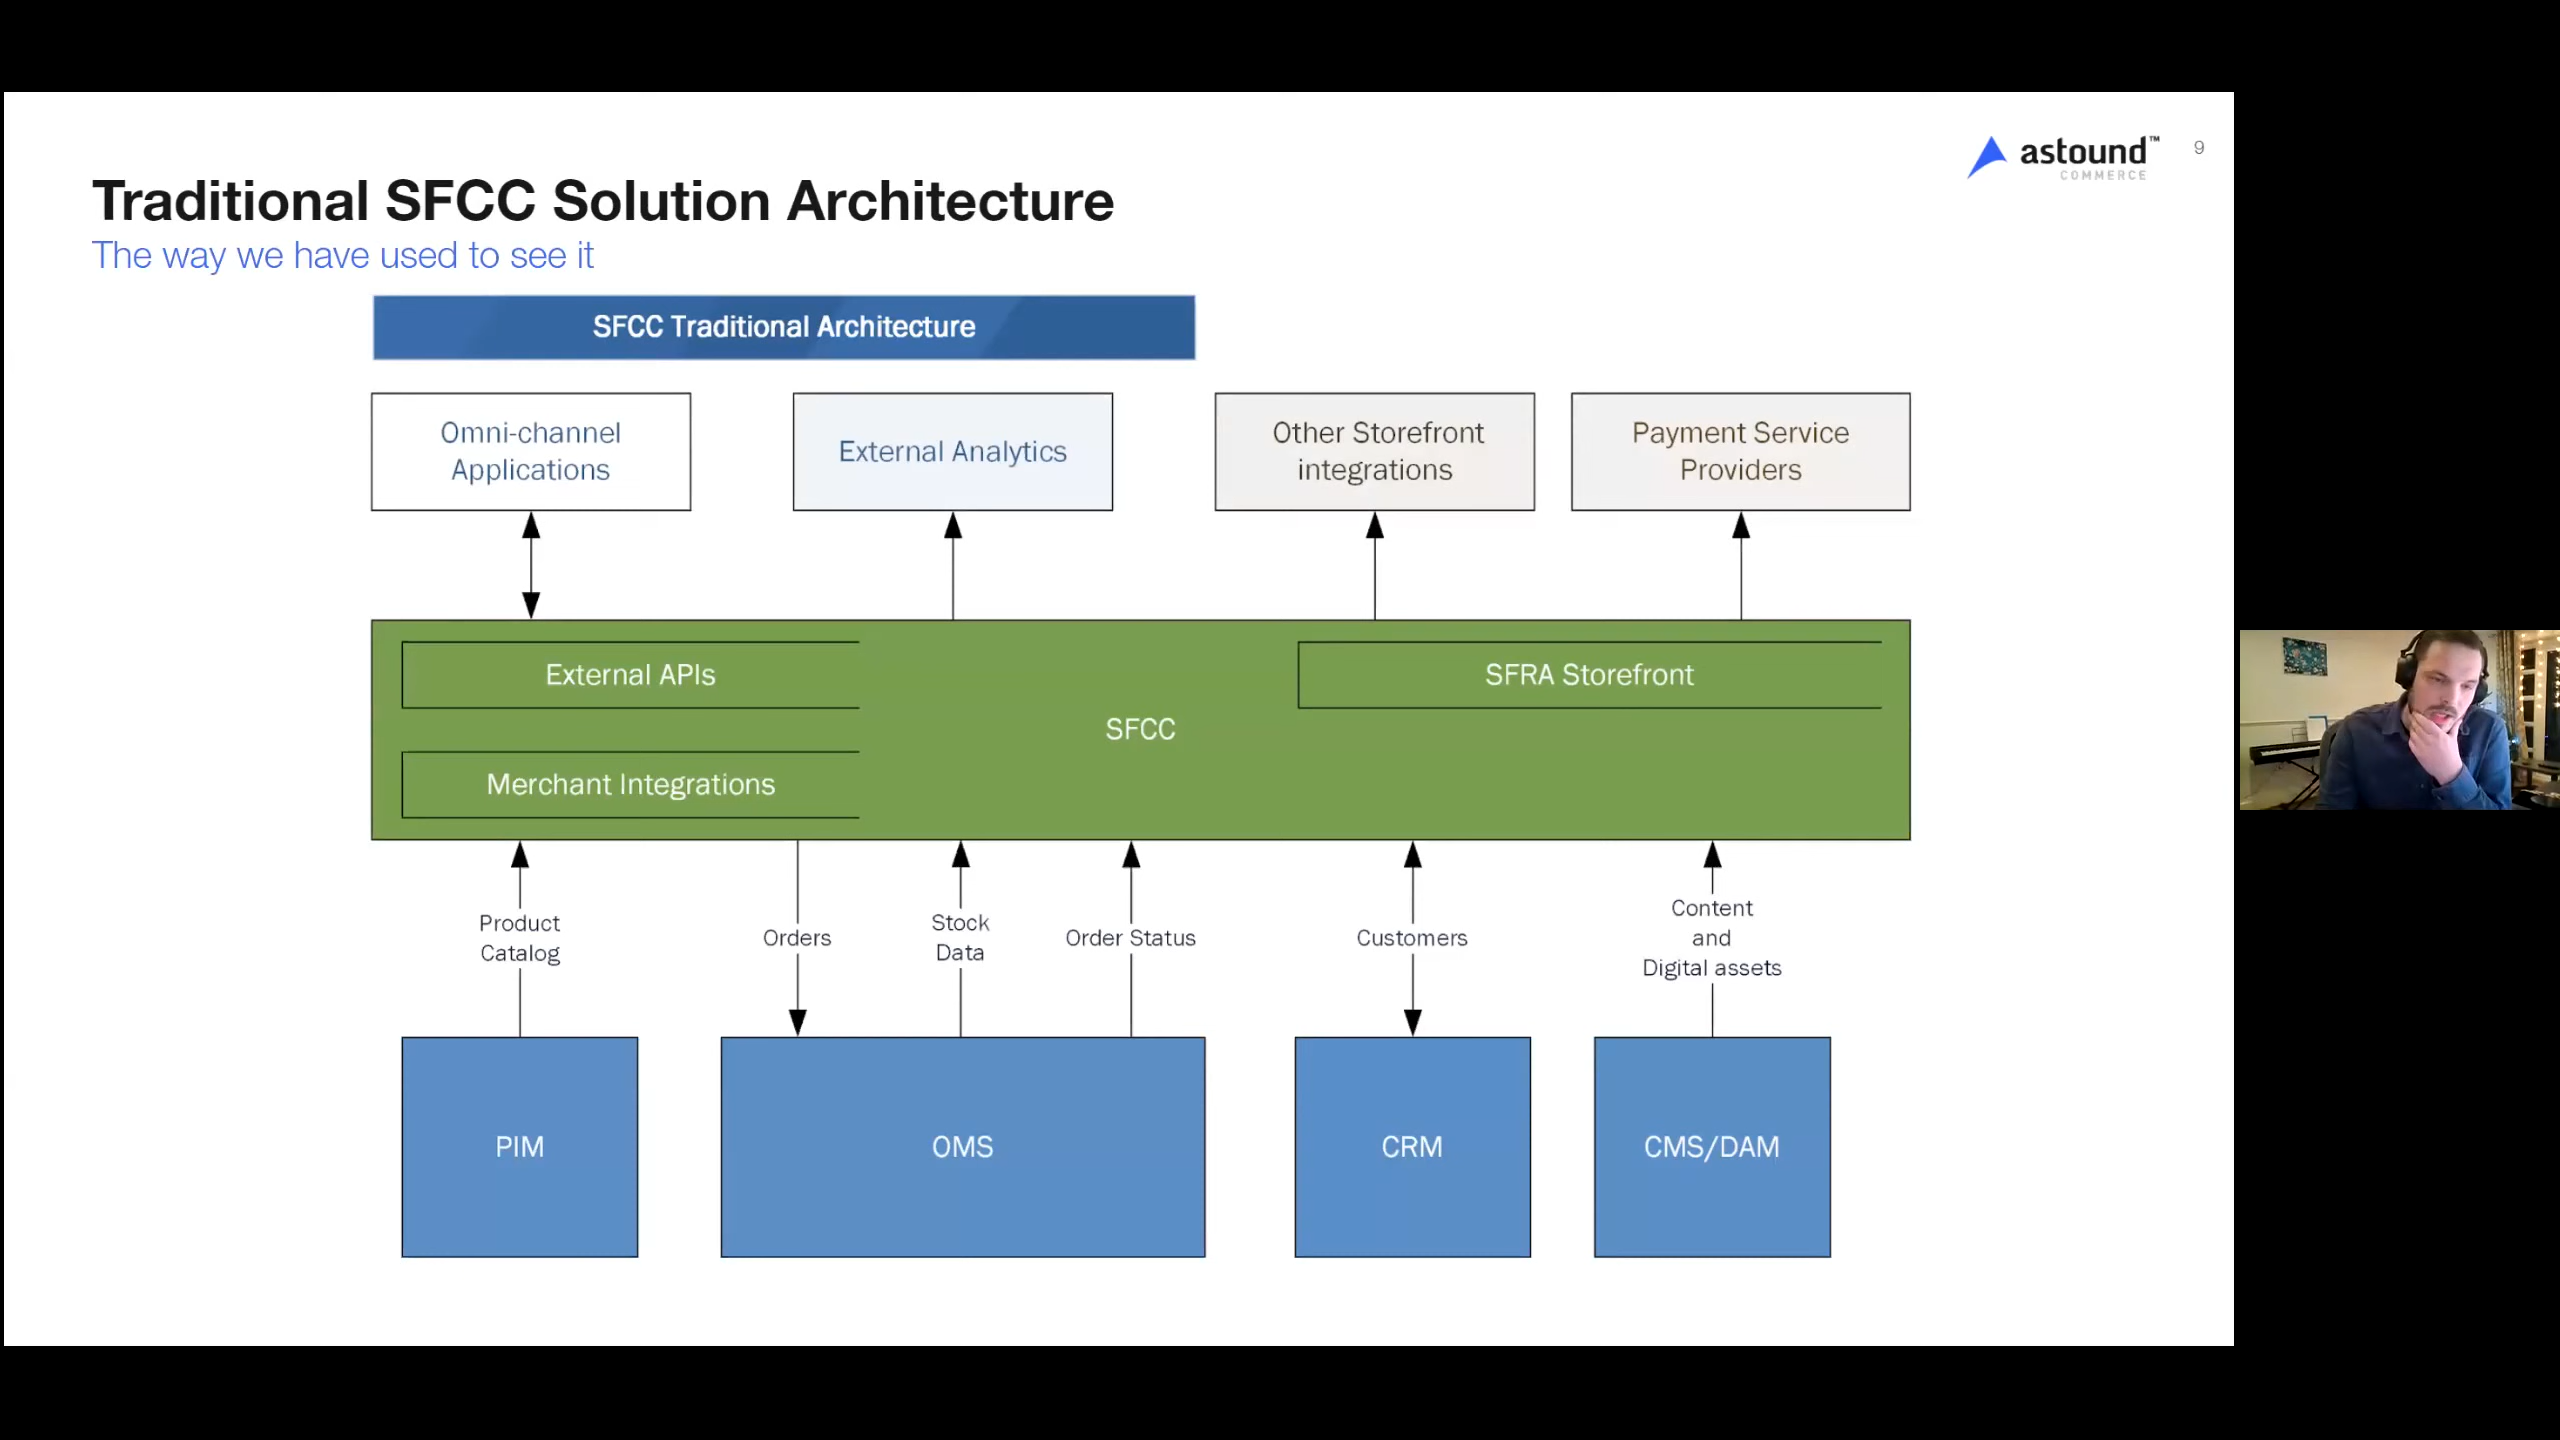 astound™
COMMERCE
9
Traditional SFCC Solution Architecture
The way we have used to see it
SFCC Traditional Architecture
Omni-channel
Applications
External Analytics
Other Storefront
integrations
Payment Service
Providers
External APIs
SFRA Storefront
SFCC
Merchant Integrations
Product
Catalog
Orders
Stock
Data
Order Status
Customers
Content
and
Digital assets
PIM
OMS
CRM
CMS/DAM